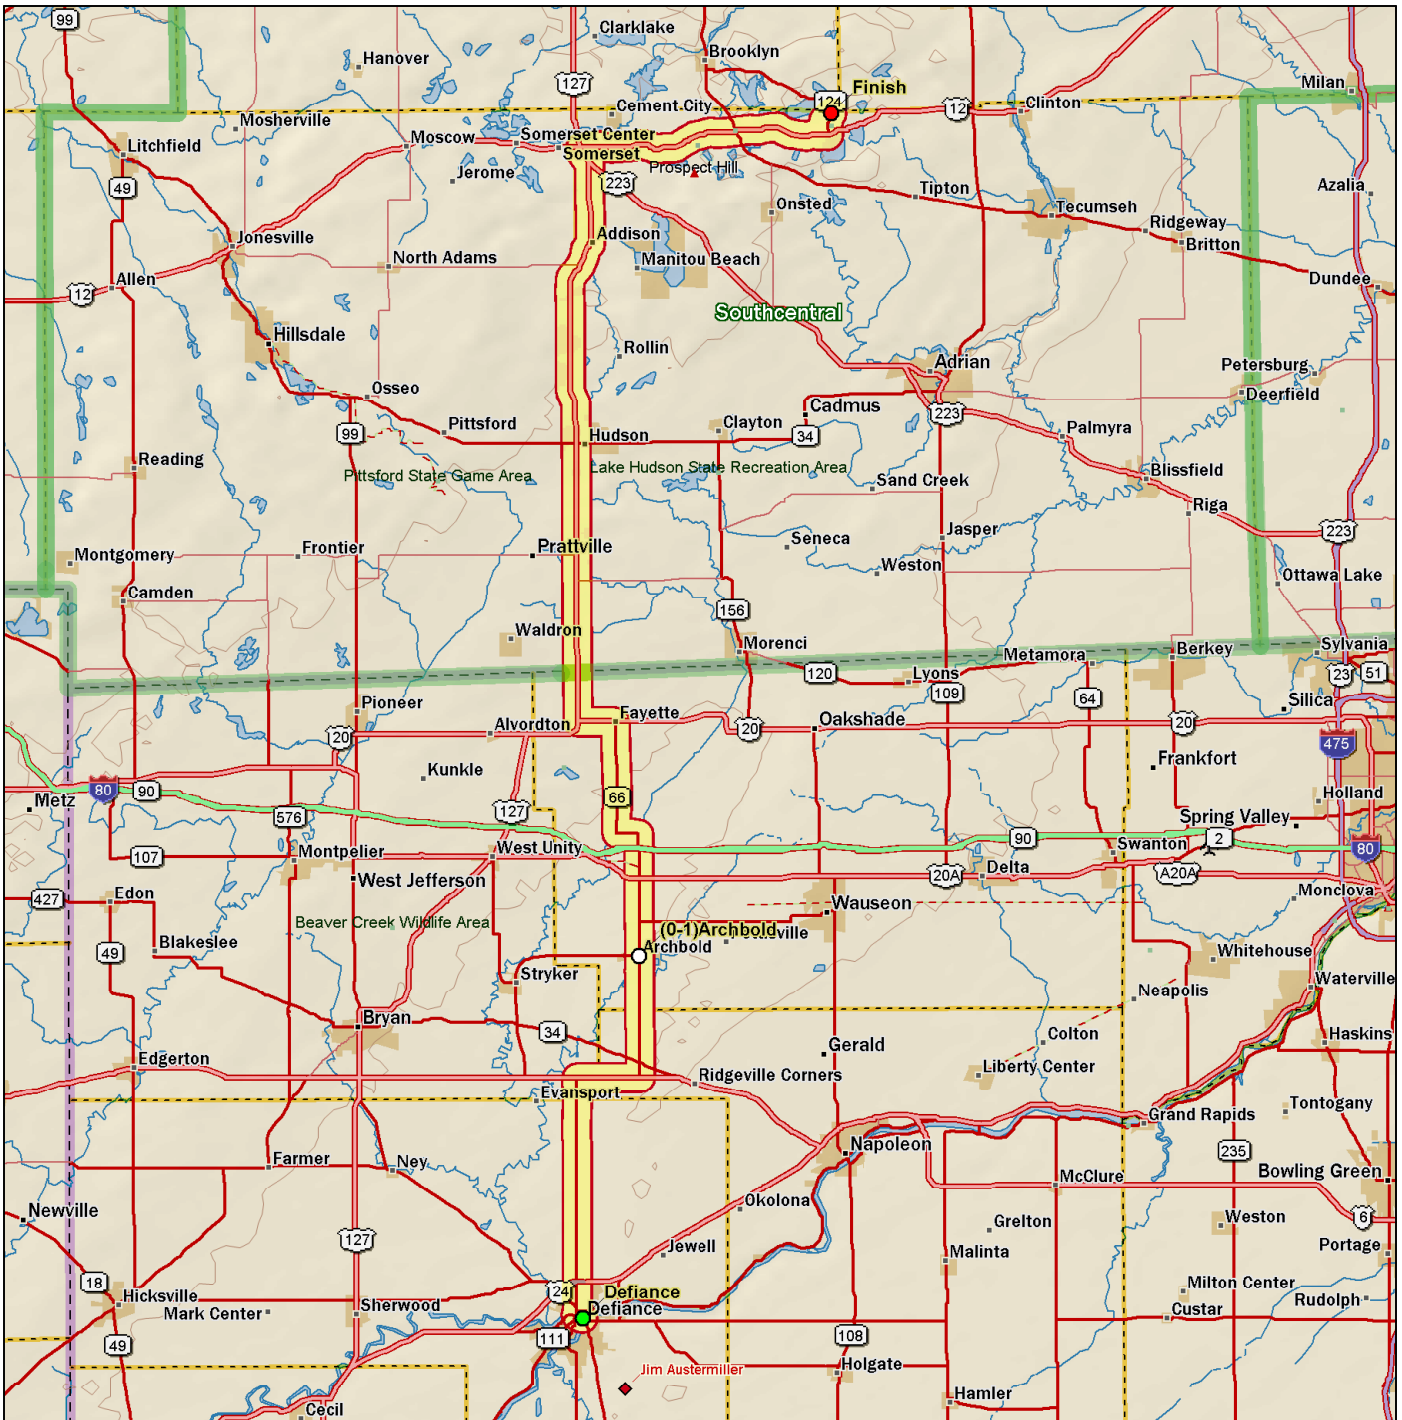 99
Clarklake
Brooklyn
Hanover
127
Milan
Finish
124
12
Clinton
Cement City
Mosherville
Moscow
Somerset Center
Somerset
Litchfield
Jerome
Prospect Hill
49
223
Tipton
Azalia
Onsted
Tecumseh
Ridgeway
Britton
Jonesville
Addison
North Adams
Manitou Beach
Allen
12
Dundee
Southcentral
Hillsdale
Rollin
Adrian
Petersburg
Osseo
Deerfield
Cadmus
223
Pittsford
Clayton
99
Hudson
34
Palmyra
Reading
Pittsford State Game Area
Lake Hudson State Recreation Area
Blissfield
Sand Creek
Riga
Jasper
223
Seneca
Montgomery
Frontier
Prattville
Weston
Ottawa Lake
Camden
156
Waldron
Morenci
Metamora
Berkey
Sylvania
120
Lyons
23
51
109
64
Silica
Pioneer
Alvordton
Fayette
20
20
Oakshade
20
475
Kunkle
Frankfort
80
90
Metz
66
Holland
576
127
Spring Valley
90
2
107
Montpelier
West Unity
Swanton
80
West Jefferson
20A
Delta
A20A
427
Edon
Monclova
Beaver Creek Wildlife Area
Wauseon
Blakeslee
(0-1)Archbold
ville
Archbold
49
Whitehouse
Stryker
Waterville
Neapolis
Bryan
34
Colton
Haskins
Gerald
Edgerton
Liberty Center
Ridgeville Corners
Evansport
Tontogany
Grand Rapids
Napoleon
235
Farmer
Ney
Bowling Green
McClure
Okolona
Newville
Grelton
Weston
6
127
Jewell
Malinta
Portage
18
Milton Center
Hicksville
24
Defiance
Rudolph
Mark Center
Sherwood
Defiance
Custar
49
111
108
Jim Austermiller
Holgate
Hamler
Cecil